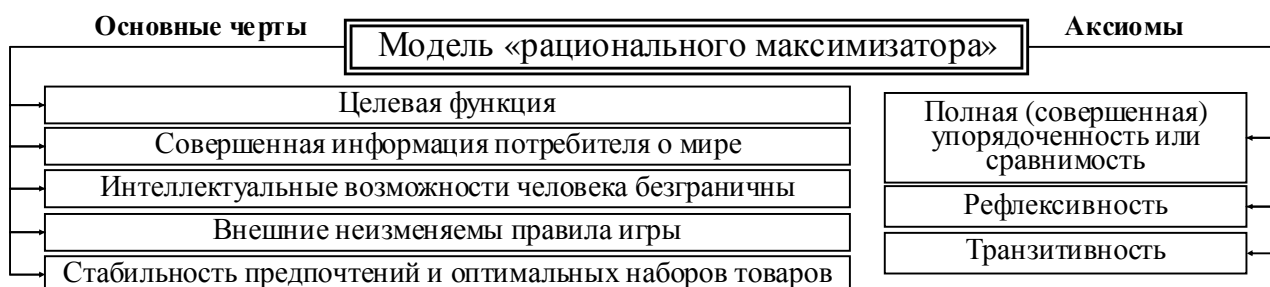 Основные черты
Модель «рационального максимизатора»
Аксиомы
Целевая функция
Совершенная информация потребителя о мире
Интеллектуальные возможности человека безграничны
Внешние неизменяемы правила игры
Стабильность предпочтений и оптимальных наборов товаров
Полная (совершенная)
упорядоченность или
сравнимость
Рефлексивность
Транзитивность